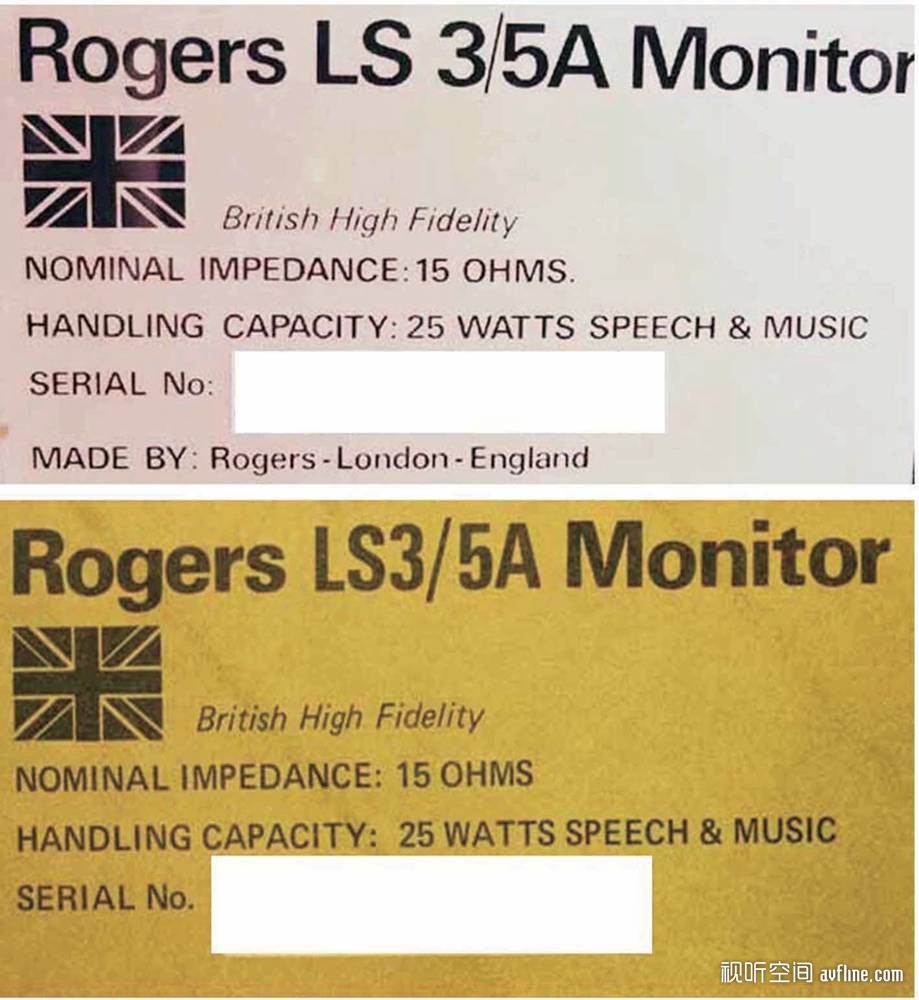 Rogers LS 3/5A Monitor
British High Fidelity
NOMINAL IMPEDANCE: 15 OHMS.
HANDLING CAPACITY: 25 WATTS SPEECH & MUSIC
SERIAL No:
MADE BY: Rogers - London - England
Rogers LS3/5A Monitor
British High Fidelity
NOMINAL IMPEDANCE: 15 OHMS
HANDLING CAPACITY: 25 WATTS SPEECH & MUSIC
SERIAL No.
视听空间 avfline.com